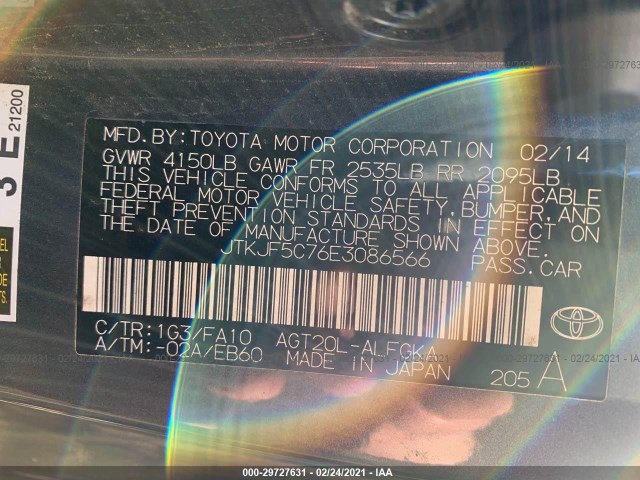 3 E
21200
MFD. BY: TOYOTA MOTOR CORPORATION 02/14
GVWR 4150LB GAWR FR 2535LB RR 2095LB
THIS VEHICLE CONFORMS TO ALL APPLICABLE
FEDERAL MOTOR VEHICLE SAFETY, BUMPER, AND
THEFT PREVENTION STANDARDS IN EFFECT ON
THE DATE OF MANUFACTURE SHOWN ABOVE.
JTKJF5C76E3086566 PASS. CAR
C/TR: 1G3/FA10 AGT20L-ALFGK
A/TM: -02A/EB60 MADE IN JAPAN
205 A
000-29727631 - 02/24/2021 - IAA